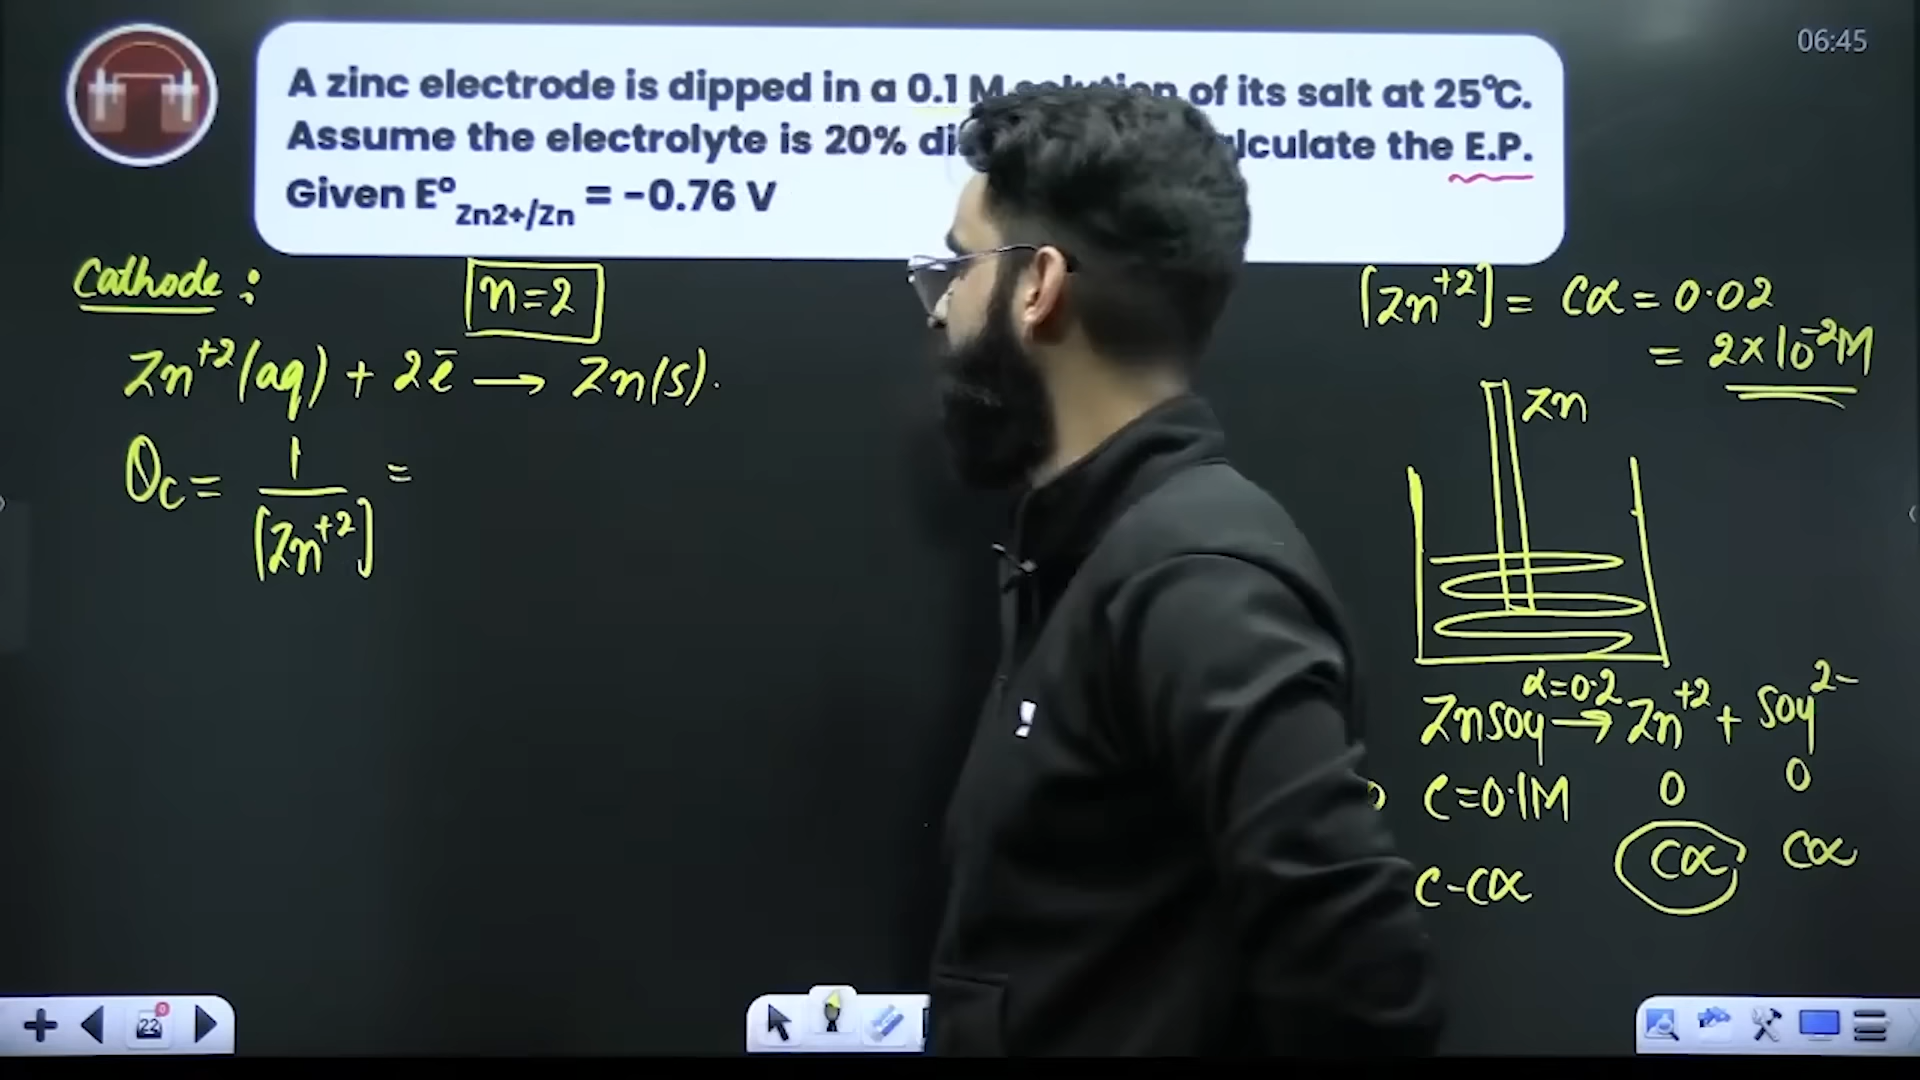 06:45
A zinc electrode is dipped in a 0.1 M of its salt at 25°C.
Assume the electrolyte is 20% the E.P.
Given E°Zn2+/Zn = -0.76 V
Cathode :
n=2
Zn+2(aq) + 2e̅ → Zn(s).
Qc = 1/[Zn+2] =
[Zn+2] = Cα = 0.02
= 2×10-2M
Zn
α=0.2
ZnSO4 → Zn+2 + SO42-
C=0.1M 0 0
C-Cα Cα Cα
22
0